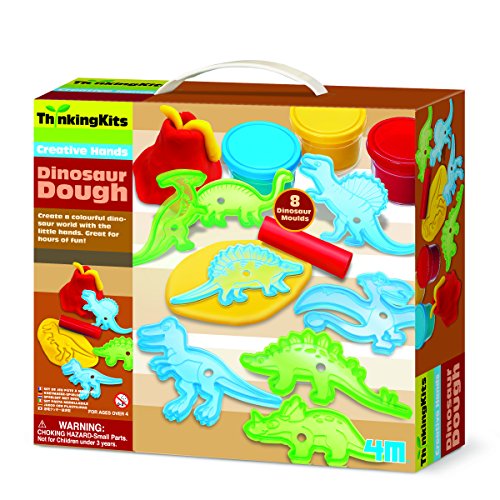 ThinkingKits
Creative Hands
Dinosaur
Dough
Create a colourful dino-
saur world with the
little hands. Great for
hours of fun!
8
Dinosaur
Moulds
FOR AGES OVER 4
WARNING:
CHOKING HAZARD-Small Parts.
Not for Children under 3 years.
4M
ThinkingKits
Creative Hands
Dinosaur
Dough